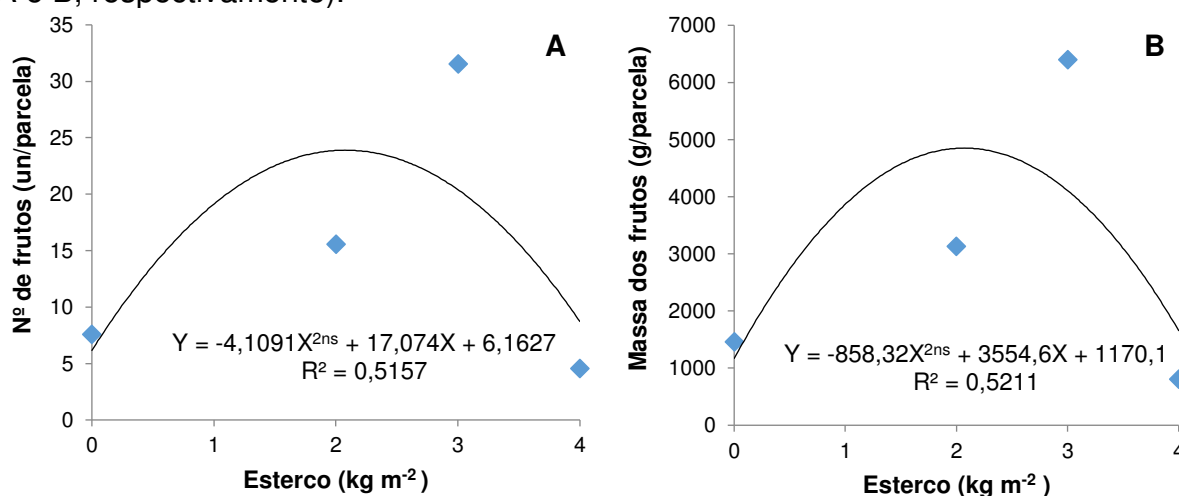 B, respectivamente).
A
Nº de frutos (un/parcela)
35
30
25
20
15
10
5
0
Y = -4,1091X²ⁿˢ + 17,074X + 6,1627
R² = 0,5157
0 1 2 3 4
Esterco (kg m⁻² )
B
Massa dos frutos (g/parcela)
7000
6000
5000
4000
3000
2000
1000
0
Y = -858,32X²ⁿˢ + 3554,6X + 1170,1
R² = 0,5211
0 1 2 3 4
Esterco (kg m⁻² )